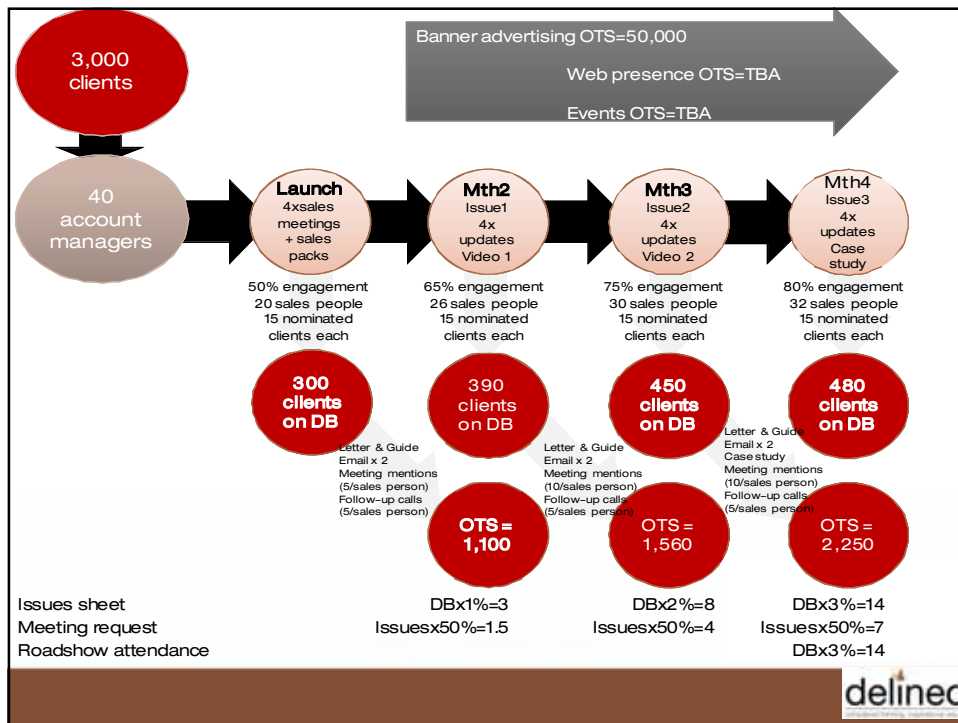 3,000
clients
Banner advertising OTS=50,000
Web presence OTS=TBA
Events OTS=TBA
40
account
managers
Launch
4xsales
meetings
+ sales
packs
Mth2
Issue1
4x
updates
Video 1
Mth3
Issue2
4x
updates
Video 2
Mth4
Issue3
4x
updates
Case
study
50% engagement
20 sales people
15 nominated
clients each
65% engagement
26 sales people
15 nominated
clients each
75% engagement
30 sales people
15 nominated
clients each
80% engagement
32 sales people
15 nominated
clients each
300
clients
on DB
390
clients
on DB
450
clients
on DB
480
clients
on DB
Letter & Guide
Email x 2
Meeting mentions
(5/sales person)
Follow-up calls
(5/sales person)
Letter & Guide
Email x 2
Meeting mentions
(10/sales person)
Follow-up calls
(5/sales person)
Letter & Guide
Email x 2
Case study
Meeting mentions
(10/sales person)
Follow-up calls
(5/sales person)
OTS =
1,100
OTS =
1,560
OTS =
2,250
Issues sheet DBx1%=3 DBx2%=8 DBx3%=14
Meeting request Issuesx50%=1.5 Issuesx50%=4 Issuesx50%=7
Roadshow attendance DBx3%=14